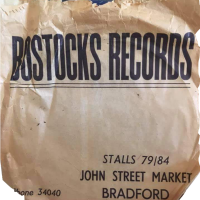 BOSTOCKS RECORDS
STALLS 79/84
JOHN STREET MARKET
Phone 34040 BRADFORD